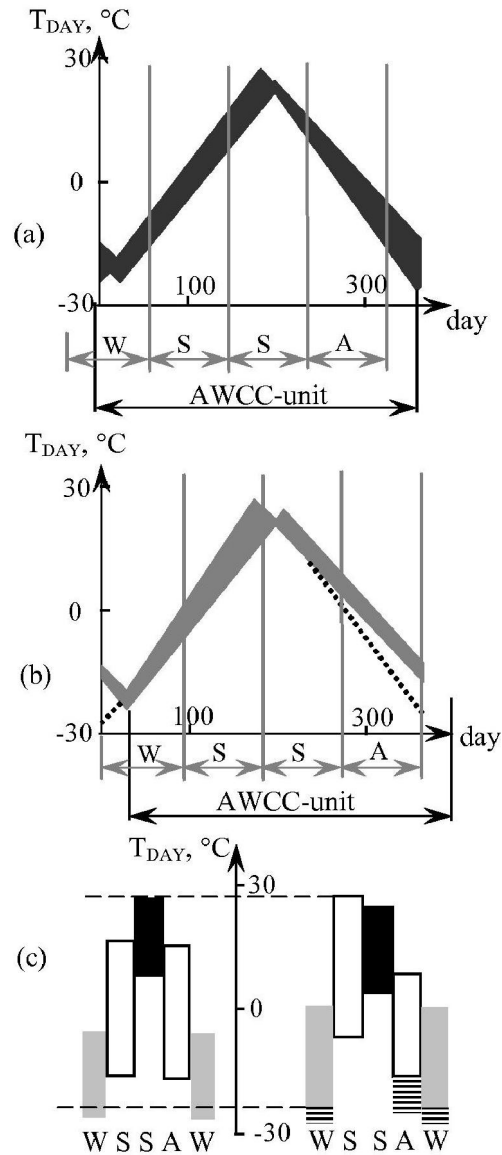 T_DAY, °C
30
0
(a)
-30
100 300
day
W S S A
AWCC-unit
T_DAY, °C
30
0
(b)
-30
100 300
day
W S S A
AWCC-unit
T_DAY, °C
30
(c)
0
-30
W S S A W W S S A W